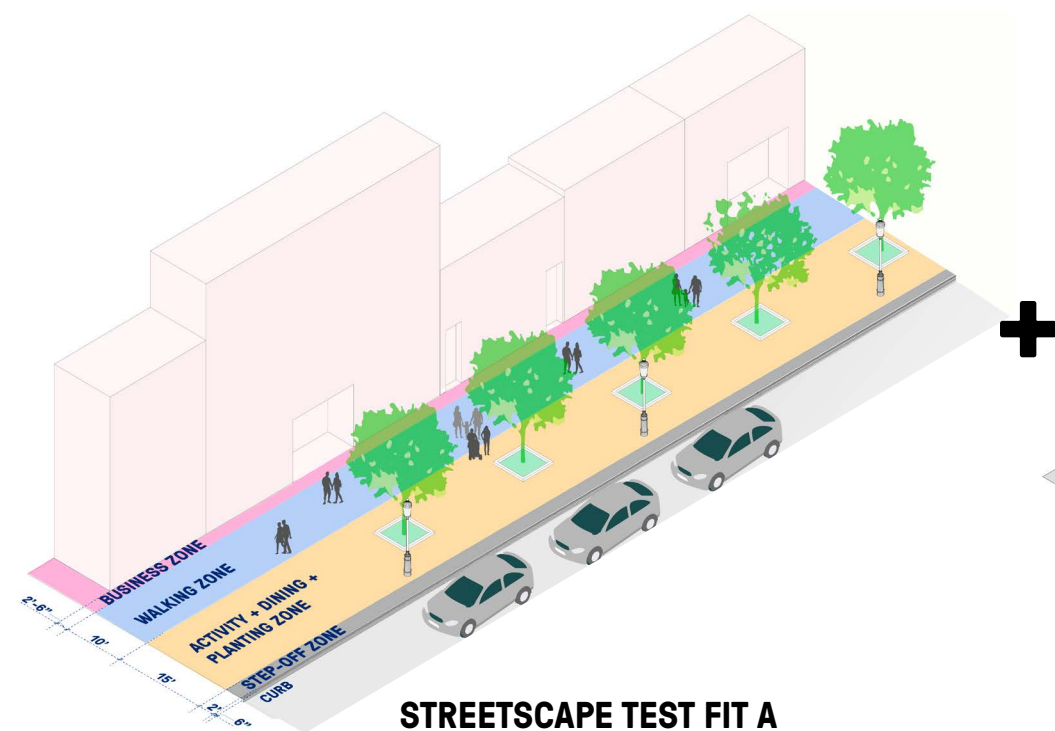 BUSINESS ZONE
WALKING ZONE
ACTIVITY + DINING +
PLANTING ZONE
STEP-OFF ZONE
CURB
2'-6"
10'
15'
2'
6"
STREETSCAPE TEST FIT A